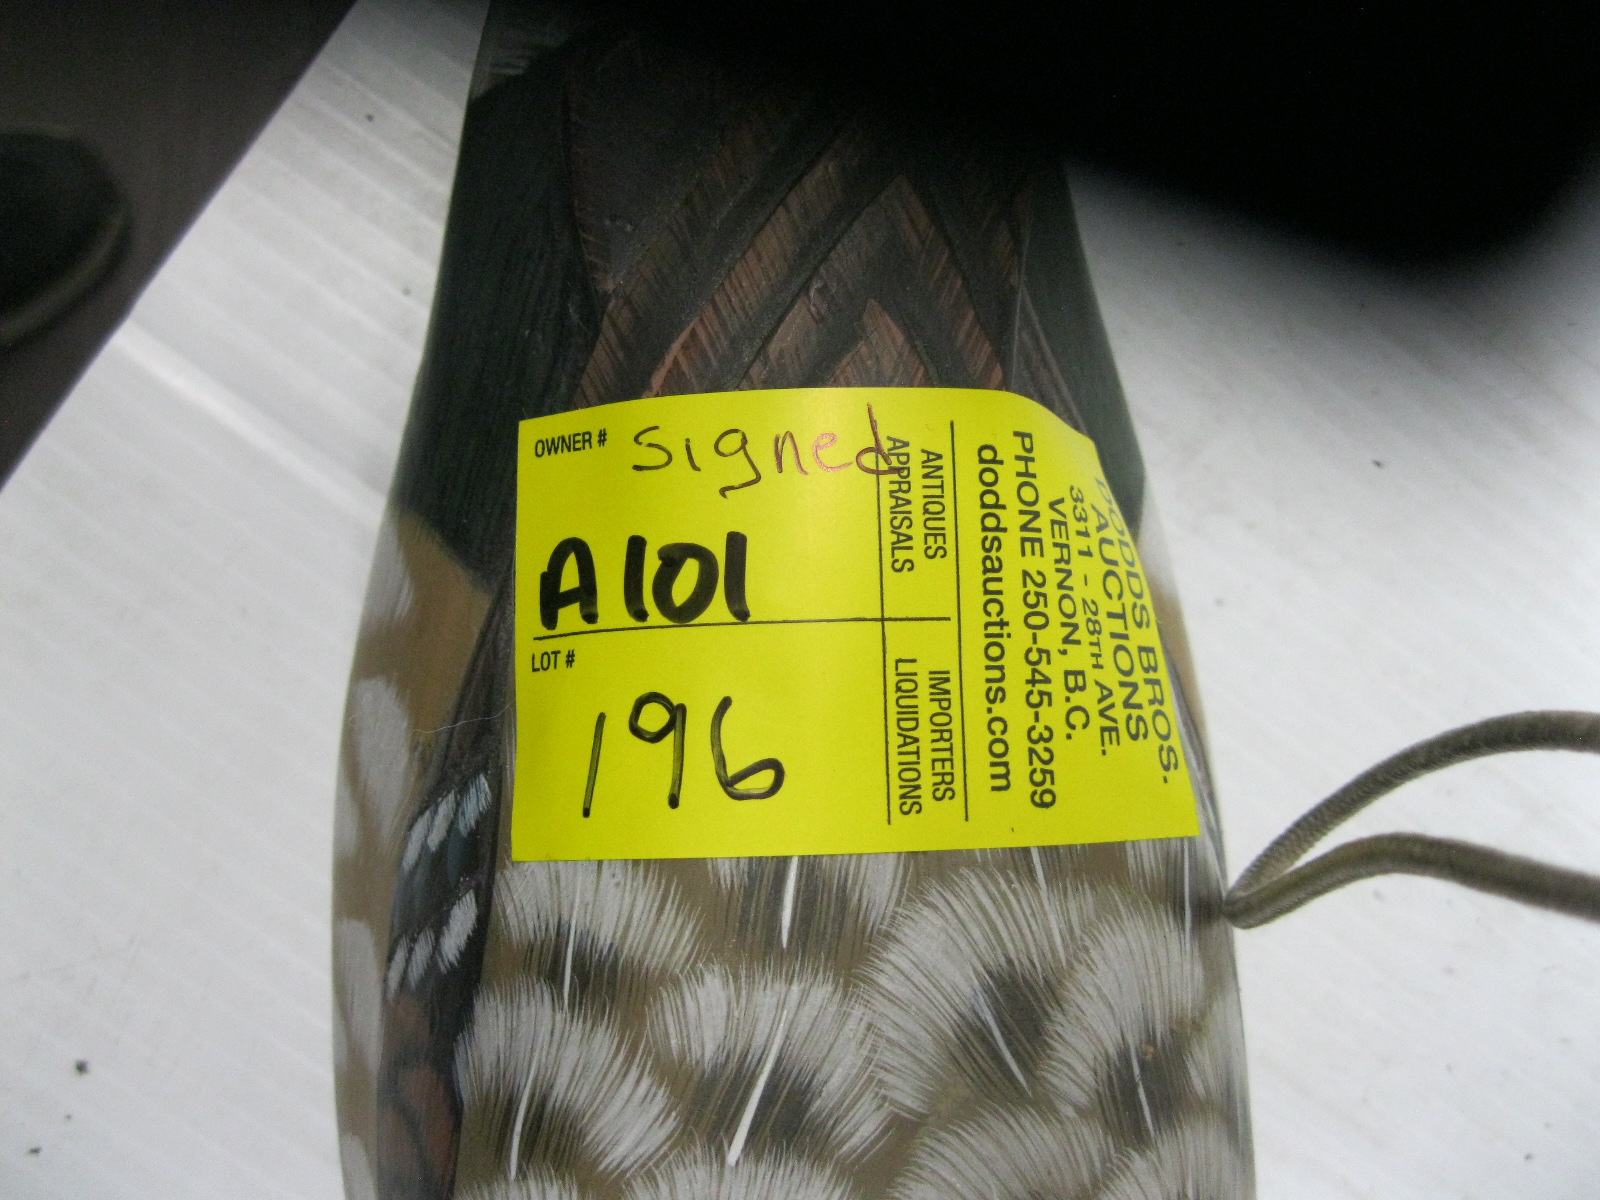 OWNER # signed
A101
LOT #
196
ANTIQUES
APPRAISALS
IMPORTERS
LIQUIDATIONS
DODDS BROS.
AUCTIONS
3311 - 28TH AVE.
VERNON, B.C.
PHONE 250-545-3259
doddsauctions.com